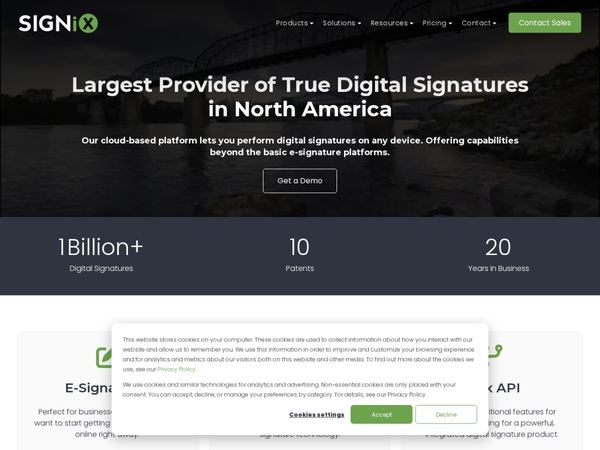 SIGNiX
Products Solutions Resources Pricing Contact Contact Sales
Largest Provider of True Digital Signatures
in North America
Our cloud-based platform lets you perform digital signatures on any device. Offering capabilities
beyond the basic e-signature platforms.
Get a Demo
1Billion+ 10 20
Digital Signatures Patents Years In Business
This website stores cookies on your computer. These cookies are used to collect information about how you interact with our
website and allow us to remember you. We use this information in order to improve and customize your browsing experience
and for analytics and metrics about our visitors both on this website and other media. To find out more about the cookies we
use, see our Privacy Policy.
We use cookies and similar technologies for analytics and advertising. Non-essential cookies are only placed with your
consent. You can accept, decline, or manage your preferences by category. For details, see our Privacy Policy.
Cookies settings Accept Decline
E-Signa x API
Perfect for business tional features for
want to start getting ng for a powerful,
online right away. signature technology. integrated digital signature product.